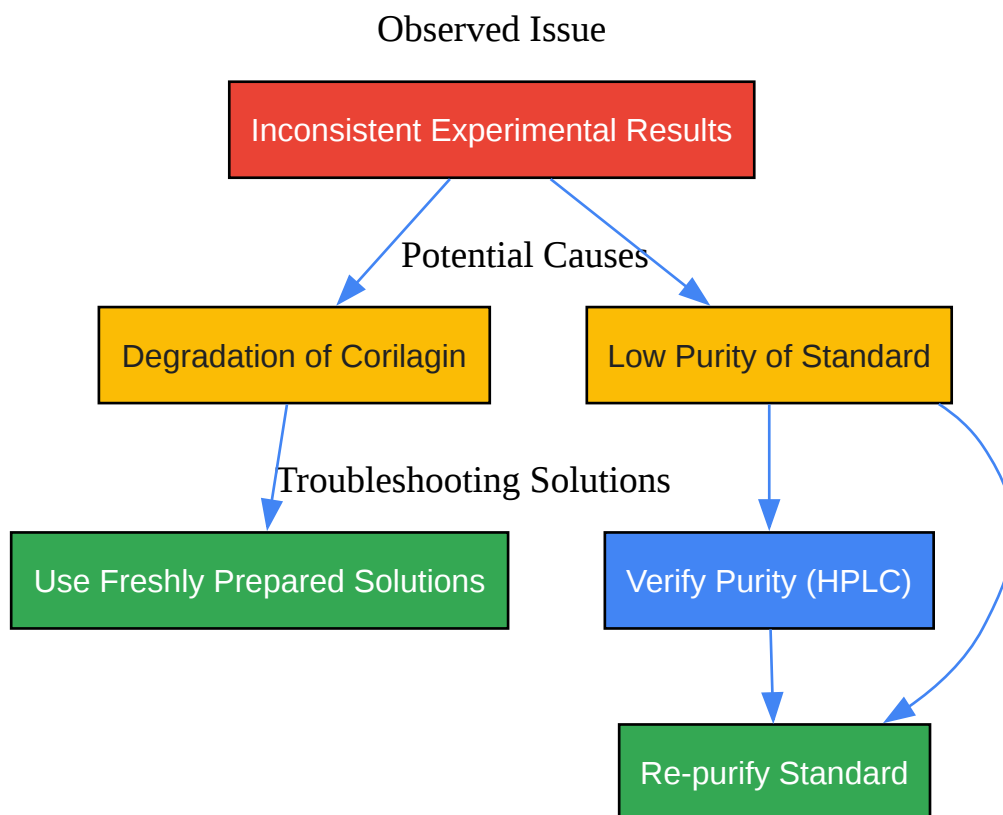 Observed Issue
Inconsistent Experimental Results
Potential Causes
Degradation of Corilagin
Low Purity of Standard
Troubleshooting Solutions
Use Freshly Prepared Solutions
Verify Purity (HPLC)
Re-purify Standard